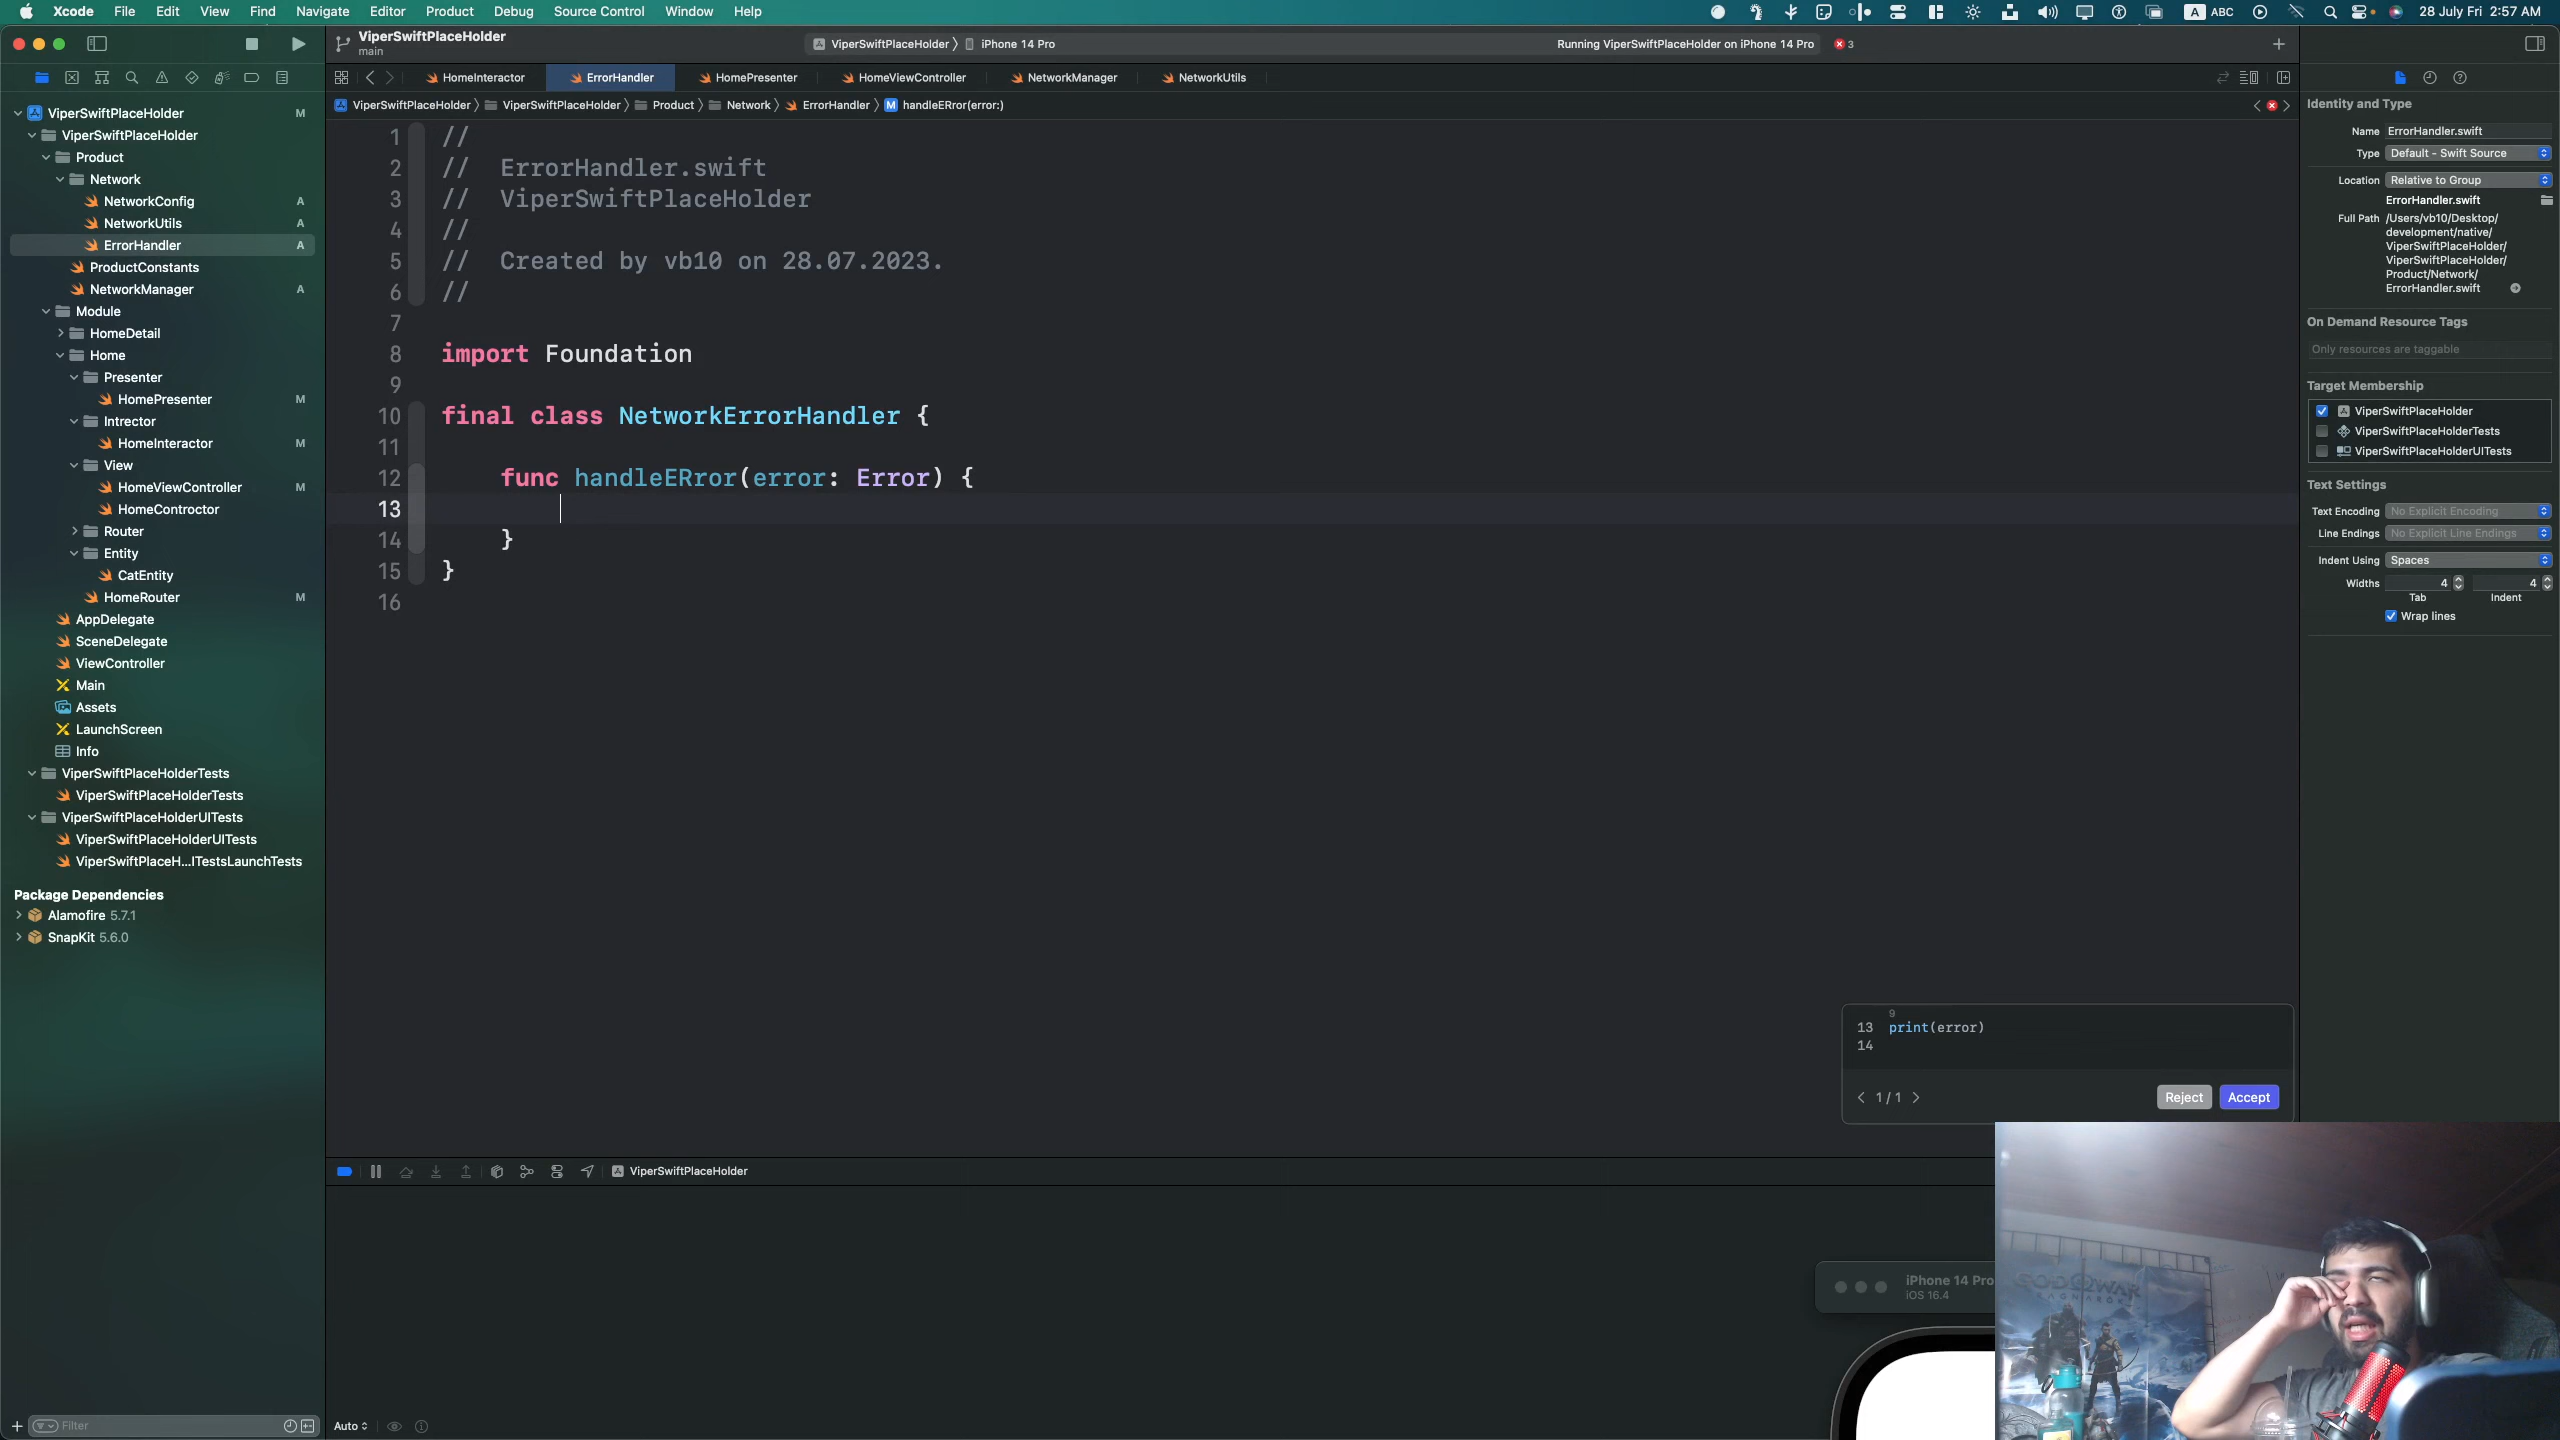 Xcode File Edit View Find Navigate Editor Product Debug Source Control Window Help
A ABC 28 July Fri 2:57 AM
ViperSwiftPlaceHolder
main
ViperSwiftPlaceHolder iPhone 14 Pro
Running ViperSwiftPlaceHolder on iPhone 14 Pro 3
HomeInteractor ErrorHandler HomePresenter HomeViewController NetworkManager NetworkUtils
ViperSwiftPlaceHolder ViperSwiftPlaceHolder Product Network ErrorHandler M handleERror(error:)
ViperSwiftPlaceHolder M
ViperSwiftPlaceHolder
Product
Network
NetworkConfig A
NetworkUtils A
ErrorHandler A
ProductConstants
NetworkManager A
Module
HomeDetail
Home
Presenter
HomePresenter M
Intrector
HomeInteractor M
View
HomeViewController M
HomeControctor
Router
Entity
CatEntity
HomeRouter M
AppDelegate
SceneDelegate
ViewController
Main
Assets
LaunchScreen
Info
ViperSwiftPlaceHolderTests
ViperSwiftPlaceHolderTests
ViperSwiftPlaceHolderUITests
ViperSwiftPlaceHolderUITests
ViperSwiftPlaceH...ITestsLaunchTests
Package Dependencies
Alamofire 5.7.1
SnapKit 5.6.0
Filter
1 //
2 // ErrorHandler.swift
3 // ViperSwiftPlaceHolder
4 //
5 // Created by vb10 on 28.07.2023.
6 //
7
8 import Foundation
9
10 final class NetworkErrorHandler {
11
12 func handleERror(error: Error) {
13
14 }
15 }
16
9
13 print(error)
14
1 / 1
Reject Accept
ViperSwiftPlaceHolder
Auto
iPhone 14 Pro
iOS 16.4
Identity and Type
Name ErrorHandler.swift
Type Default - Swift Source
Location Relative to Group
ErrorHandler.swift
Full Path /Users/vb10/Desktop/
development/native/
ViperSwiftPlaceHolder/
ViperSwiftPlaceHolder/
Product/Network/
ErrorHandler.swift
On Demand Resource Tags
Only resources are taggable
Target Membership
ViperSwiftPlaceHolder
ViperSwiftPlaceHolderTests
ViperSwiftPlaceHolderUITests
Text Settings
Text Encoding No Explicit Encoding
Line Endings No Explicit Line Endings
Indent Using Spaces
Widths 4 4
Tab Indent
Wrap lines
GOD OF WAR
RAGNARÖK